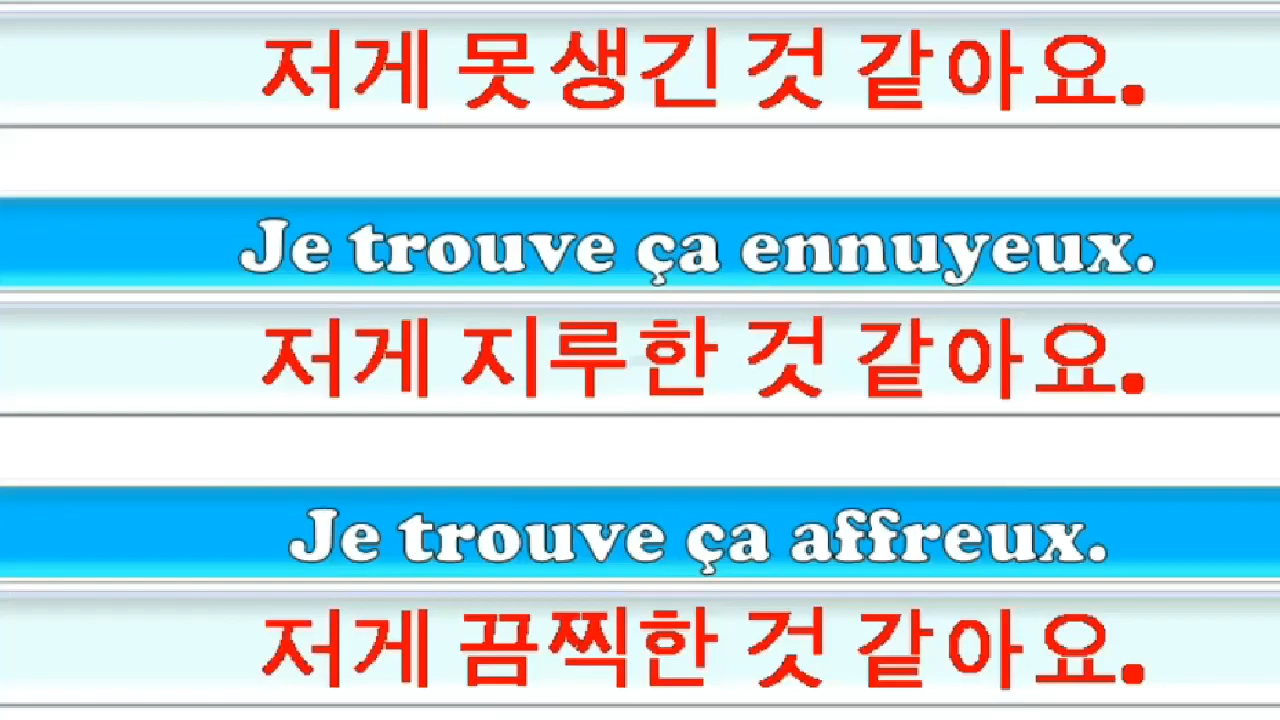 저게 못생긴 것 같아요.
Je trouve ça ennuyeux.
저게 지루한 것 같아요.
Je trouve ça affreux.
저게 끔찍한 것 같아요.